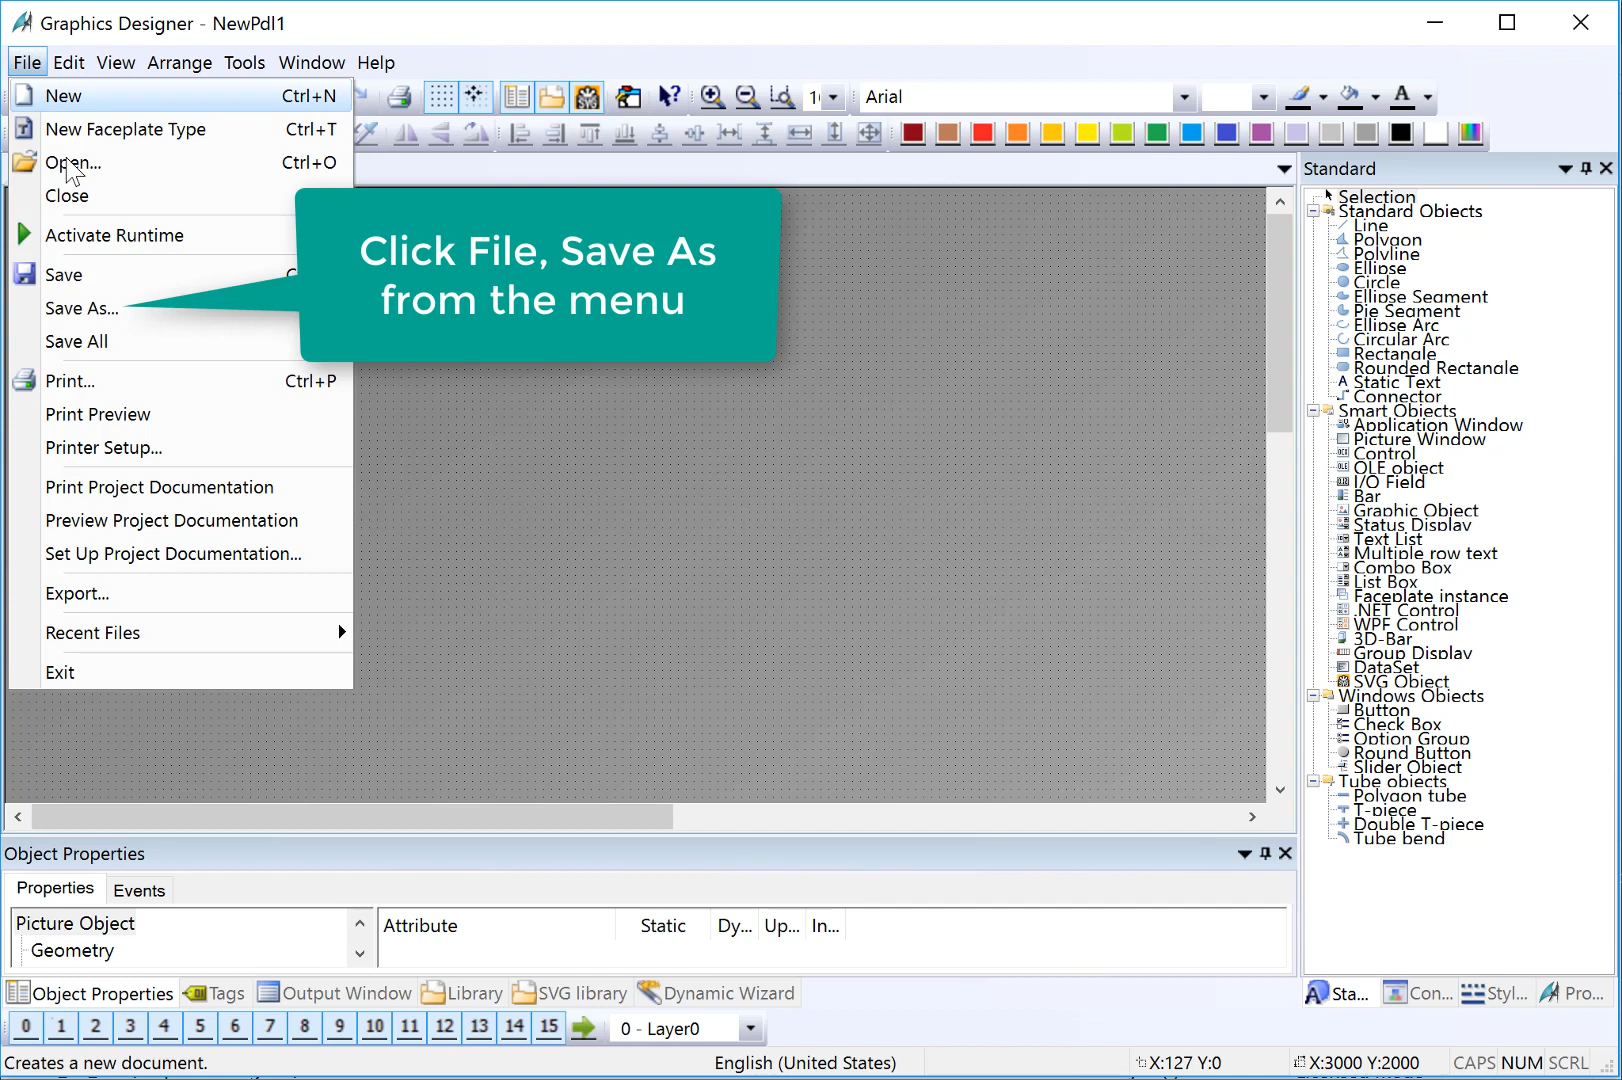 Graphics Designer - NewPdl1
File Edit View Arrange Tools Window Help
New Ctrl+N
New Faceplate Type Ctrl+T
Open... Ctrl+O
Close
Activate Runtime
Save
Save As...
Save All
Print... Ctrl+P
Print Preview
Printer Setup...
Print Project Documentation
Preview Project Documentation
Set Up Project Documentation...
Export...
Recent Files
Exit
Arial
Click File, Save As
from the menu
Standard
Selection
Standard Objects
Line
Polygon
Polyline
Ellipse
Circle
Ellipse Segment
Pie Segment
Ellipse Arc
Circular Arc
Rectangle
Rounded Rectangle
A Static Text
Connector
Smart Objects
Application Window
Picture Window
Control
OLE object
I/O Field
Bar
Graphic Object
Status Display
Text List
Multiple row text
Combo Box
List Box
Faceplate instance
.NET Control
WPF Control
3D-Bar
Group Display
DataSet
SVG Object
Windows Objects
Button
Check Box
Option Group
Round Button
Slider Object
Tube objects
Polygon tube
T-piece
Double T-piece
Tube bend
Object Properties
Properties Events
Picture Object
Geometry
Attribute Static Dy... Up... In...
Object Properties Tags Output Window Library SVG library Dynamic Wizard
Sta... Con... Styl... Pro...
0 1 2 3 4 5 6 7 8 9 10 11 12 13 14 15 0 - Layer0
Creates a new document. English (United States) X:127 Y:0 X:3000 Y:2000 CAPS NUM SCRL